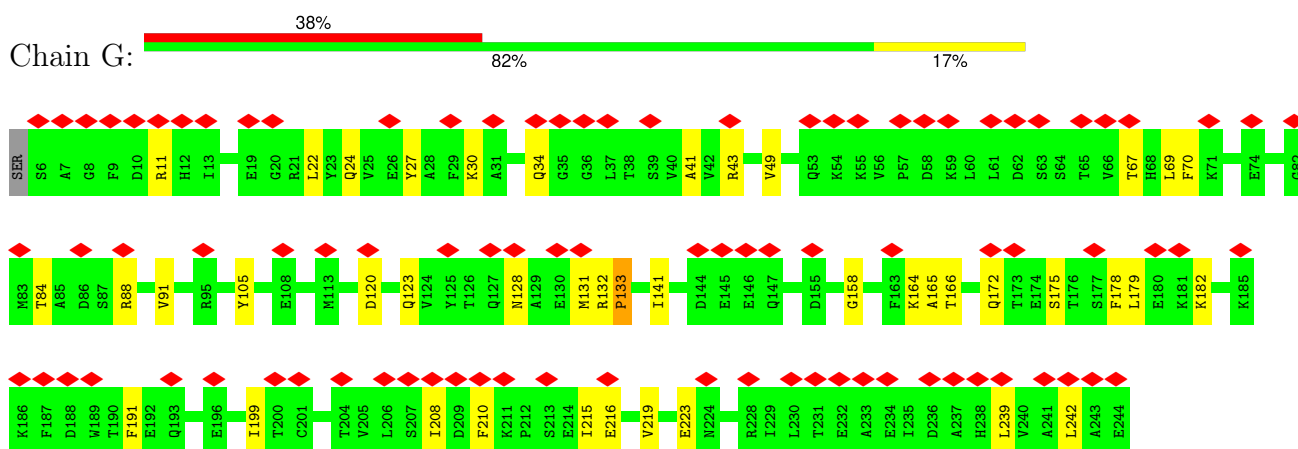 38%
Chain G:
82% 17%
SER S6 A7 G8 F9 D10 R11 H12 I13 E19 G20 R21 L22 Y23 Q24 V25 E26 Y27 A28 F29 K30 A31 Q34 G35 G36 L37 T38 S39 V40 A41 V42 R43 V49 Q53 K54 K55 V56 P57 D58 K59 L60 L61 D62 S63 S64 T65 V66 T67 H68 L69 F70 K71 E74 G82
M83 T84 A85 D86 S87 R88 V91 R95 Y105 E108 M113 D120 Q123 V124 Y125 T126 Q127 N128 A129 E130 M131 R132 P133 I141 D144 E145 E146 Q147 D155 G158 F163 K164 A165 T166 Q172 T173 E174 S175 T176 S177 F178 L179 E180 K181 K182 K185
K186 F187 D188 W189 T190 F191 E192 Q193 E196 I199 T200 C201 T204 V205 L206 S207 I208 D209 F210 K211 P212 S213 E214 I215 E216 V219 E223 N224 R228 I229 L230 T231 E232 A233 E234 I235 D236 A237 H238 L239 V240 A241 L242 A243 E244